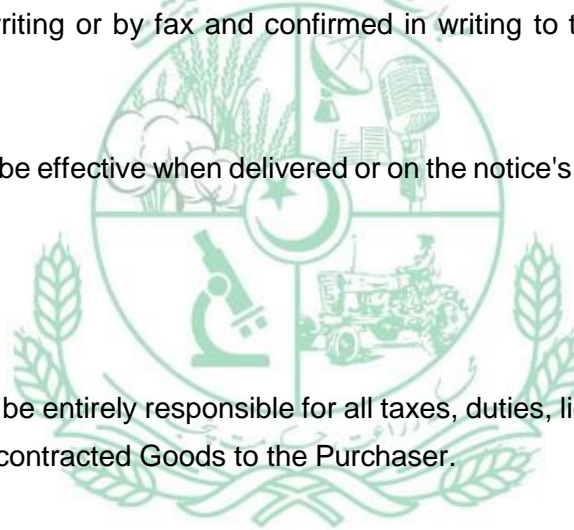 riting or by fax and confirmed in writing to t
be effective when delivered or on the notice's
be entirely responsible for all taxes, duties, li
contracted Goods to the Purchaser.